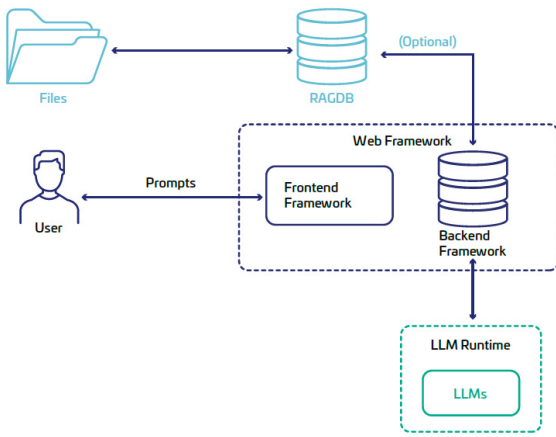 (Optional)
Files
RAGDB
Web Framework
Prompts
Frontend
Framework
User
Backend
Framework
LLM Runtime
LLMs